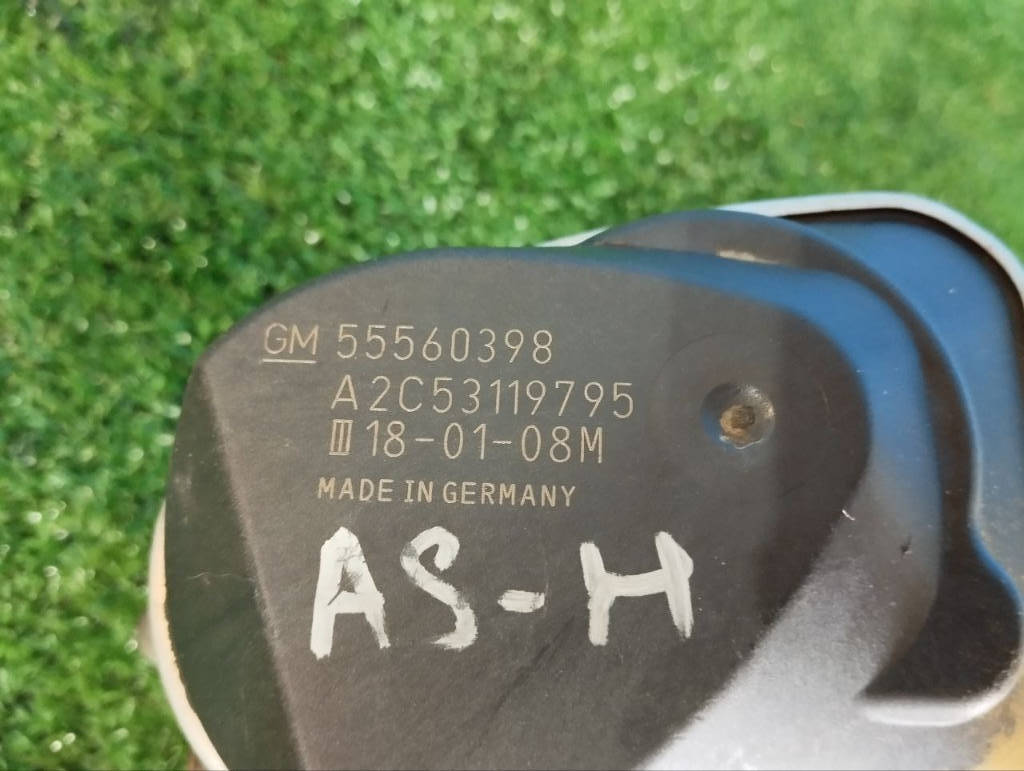 GM 55560398
A2C53119795
III 18-01-08M
MADE IN GERMANY
AS-H